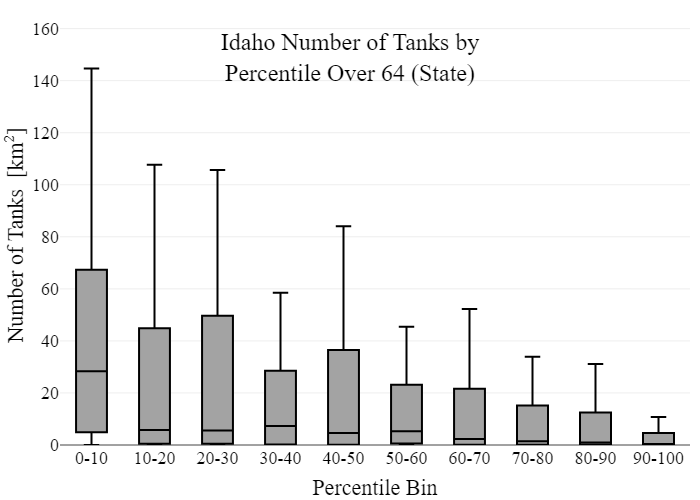 Idaho Number of Tanks by
Percentile Over 64 (State)
Number of Tanks [km²]
160
140
120
100
80
60
40
20
0
0-10 10-20 20-30 30-40 40-50 50-60 60-70 70-80 80-90 90-100
Percentile Bin